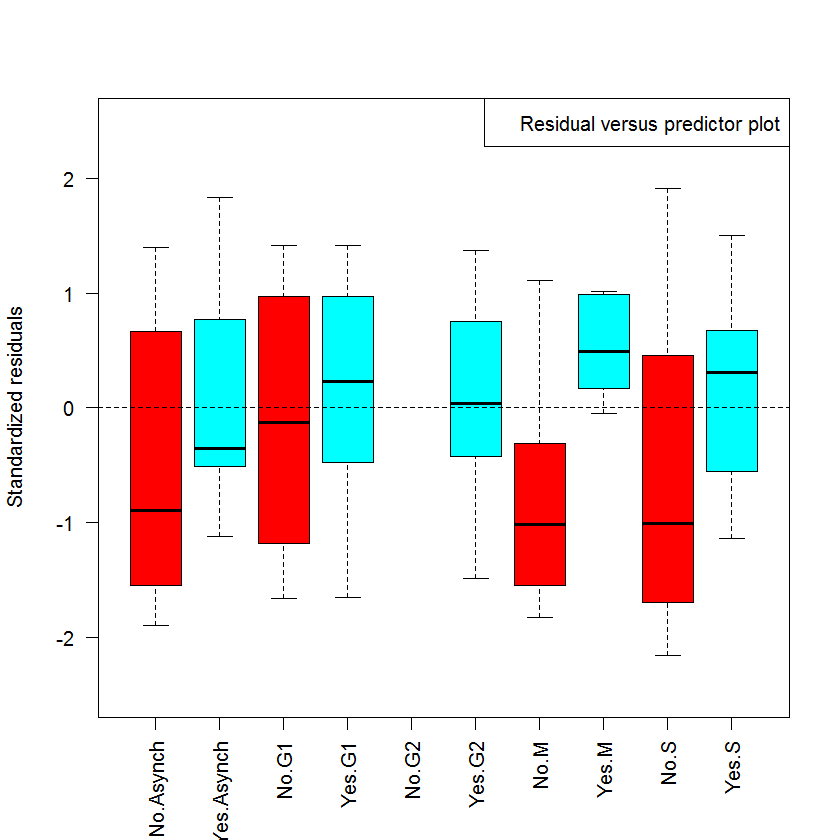 Residual versus predictor plot
Standardized residuals
2
1
0
-1
-2
No.Asynch
Yes.Asynch
No.G1
Yes.G1
No.G2
Yes.G2
No.M
Yes.M
No.S
Yes.S